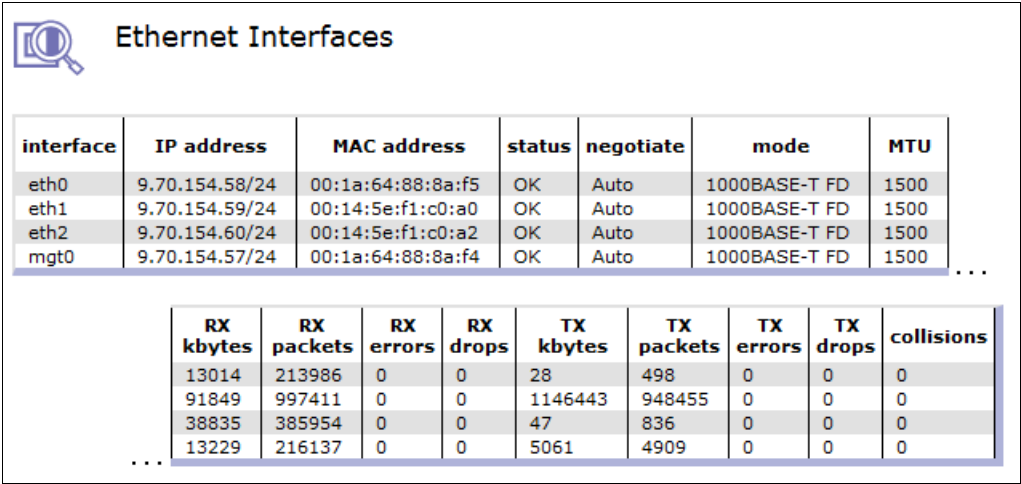 Ethernet Interfaces
interface IP address MAC address status negotiate mode MTU
eth0 9.70.154.58/24 00:1a:64:88:8a:f5 OK Auto 1000BASE-T FD 1500
eth1 9.70.154.59/24 00:14:5e:f1:c0:a0 OK Auto 1000BASE-T FD 1500
eth2 9.70.154.60/24 00:14:5e:f1:c0:a2 OK Auto 1000BASE-T FD 1500
mgt0 9.70.154.57/24 00:1a:64:88:8a:f4 OK Auto 1000BASE-T FD 1500
...
RX RX RX RX TX TX TX TX
kbytes packets errors drops kbytes packets errors drops collisions
13014 213986 0 0 28 498 0 0 0
91849 997411 0 0 1146443 948455 0 0 0
38835 385954 0 0 47 836 0 0 0
13229 216137 0 0 5061 4909 0 0 0
...